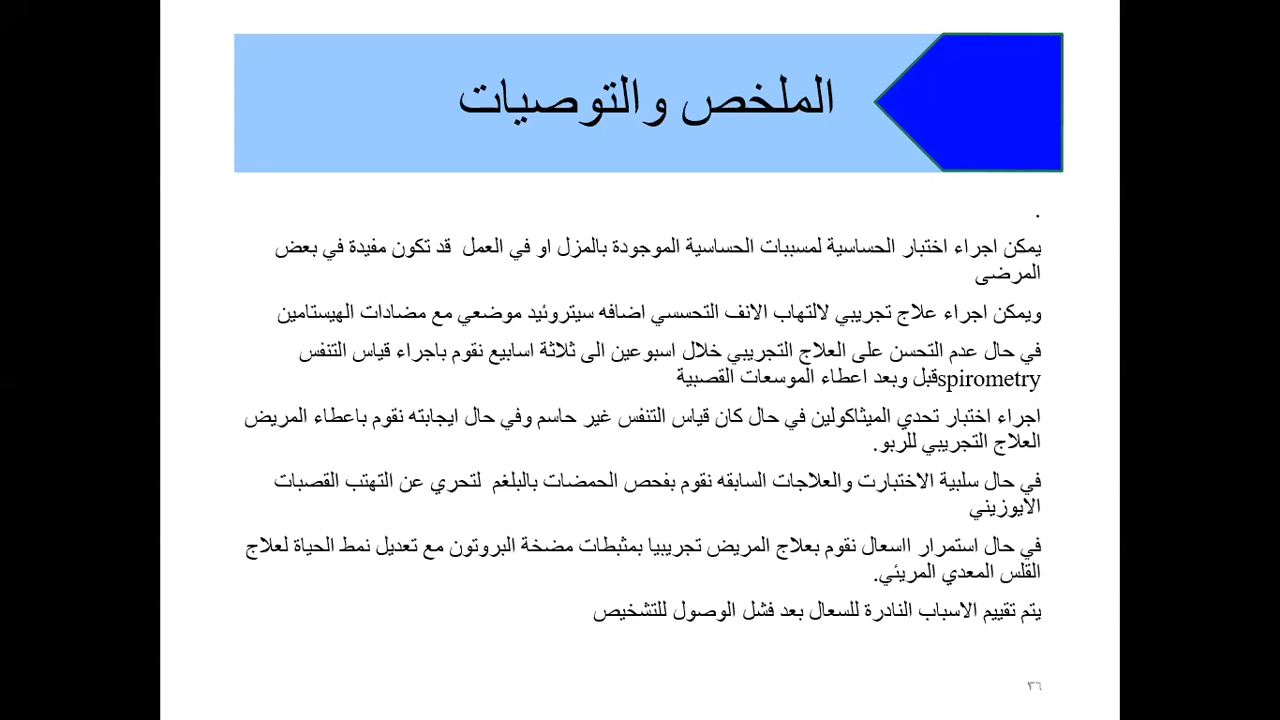 الملخص والتوصيات
.
يمكن اجراء اختبار الحساسية لمسببات الحساسية الموجودة بالمزل او في العمل قد تكون مفيدة في بعض
المرضى
ويمكن اجراء علاج تجريبي لالتهاب الانف التحسسي اضافه سيتروئيد موضعي مع مضادات الهيستامين
في حال عدم التحسن على العلاج التجريبي خلال اسبوعين الى ثلاثة اسابيع نقوم باجراء قياس التنفس
spirometryقبل وبعد اعطاء الموسعات القصبية
اجراء اختبار تحدي الميثاكولين في حال كان قياس التنفس غير حاسم وفي حال ايجابته نقوم باعطاء المريض
العلاج التجريبي للربو.
في حال سلبية الاختبارت والعلاجات السابقه نقوم بفحص الحمضات بالبلغم لتحري عن التهتب القصبات
الايوزيني
في حال استمرار ااسعال نقوم بعلاج المريض تجريبيا بمثبطات مضخة البروتون مع تعديل نمط الحياة لعلاج
القلس المعدي المريئي.
يتم تقييم الاسباب النادرة للسعال بعد فشل الوصول للتشخيص
٣٦